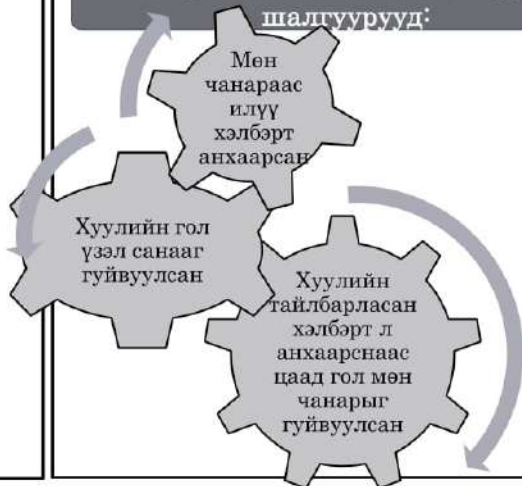 шалгуурууд:
Мөн
чанараас
илүү
хэлбэрт
анхаарсан
Хуулийн гол
үзэл санааг
гуйвуулсан
Хуулийн
тайлбарласан
хэлбэрт л
анхаарснаас
цаад гол мөн
чанарыг
гуйвуулсан